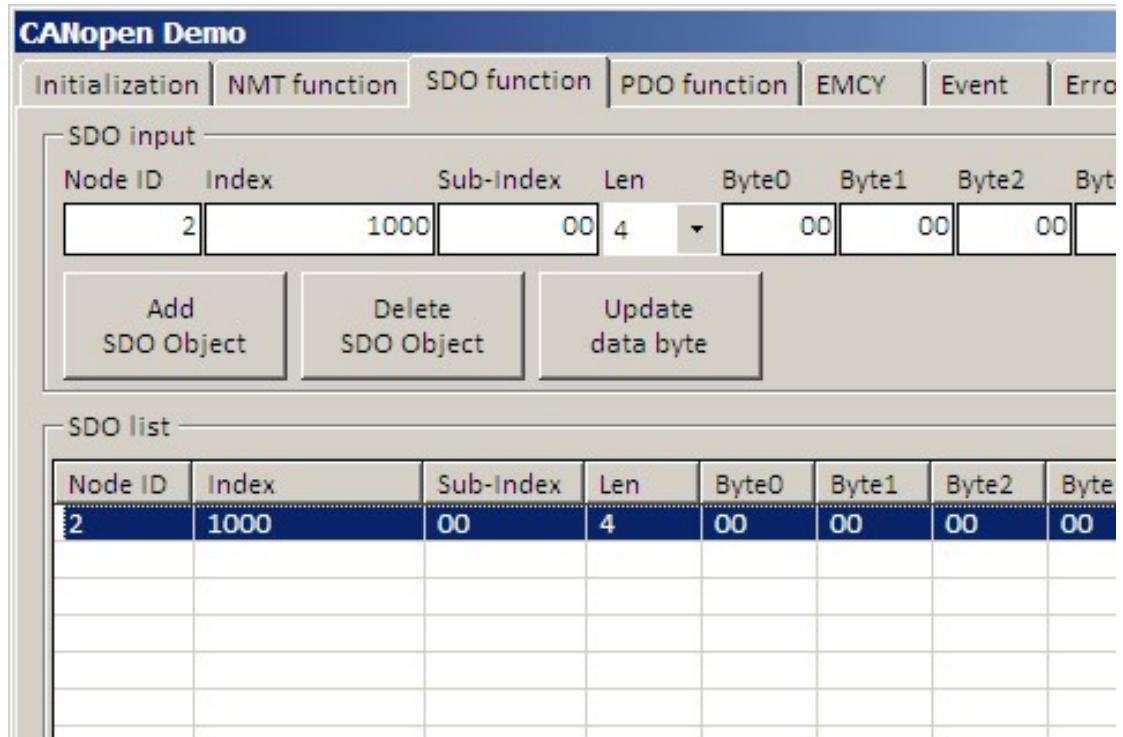 CANopen Demo
Initialization NMT function SDO function PDO function EMCY Event Erro
SDO input
Node ID Index Sub-Index Len Byte0 Byte1 Byte2 Byt
2 1000 00 4 00 00 00
Add SDO Object Delete SDO Object Update data byte
SDO list
Node ID Index Sub-Index Len Byte0 Byte1 Byte2 Byte
2 1000 00 4 00 00 00 00